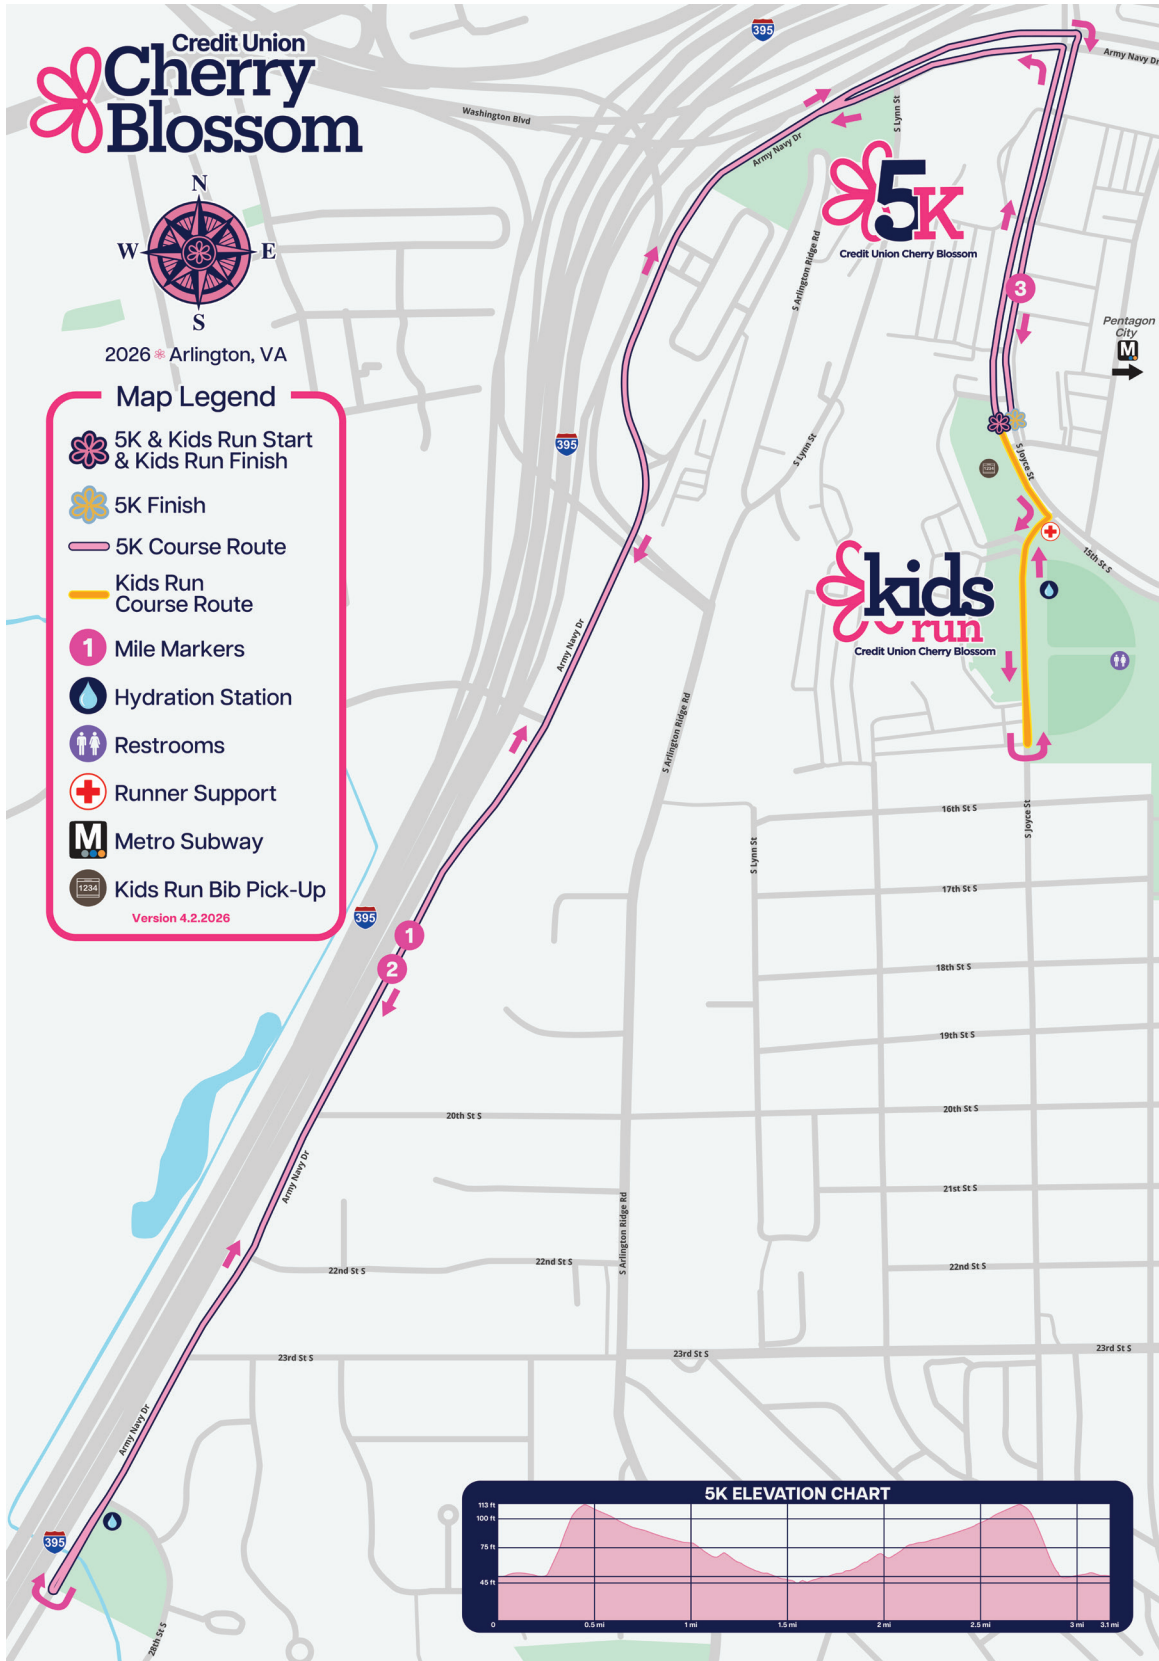 Credit Union
Cherry
Blossom
N
W
E
S
2026 Arlington, VA
Map Legend
5K & Kids Run Start
& Kids Run Finish
5K Finish
5K Course Route
Kids Run
Course Route
1
Mile Markers
Hydration Station
Restrooms
Runner Support
M
Metro Subway
1234
Kids Run Bib Pick-Up
Version 4.2.2026
395
Washington Blvd
Army Navy Dr
Army Navy Dr
S Lynn St
5K
Credit Union Cherry Blossom
S Arlington Ridge Rd
3
Pentagon
City
M
395
S Lynn St
S Joyce St
1234
15th St S
kids
run
Credit Union Cherry Blossom
Army Navy Dr
S Arlington Ridge Rd
16th St S
S Joyce St
S Lynn St
17th St S
395
1
2
18th St S
19th St S
20th St S
20th St S
Army Navy Dr
21st St S
S Arlington Ridge Rd
22nd St S
22nd St S
22nd St S
23rd St S
23rd St S
23rd St S
Army Navy Dr
395
28th St S
5K ELEVATION CHART
113 ft
100 ft
75 ft
45 ft
0
0.5 mi
1 mi
1.5 mi
2 mi
2.5 mi
3 mi
3.1 mi